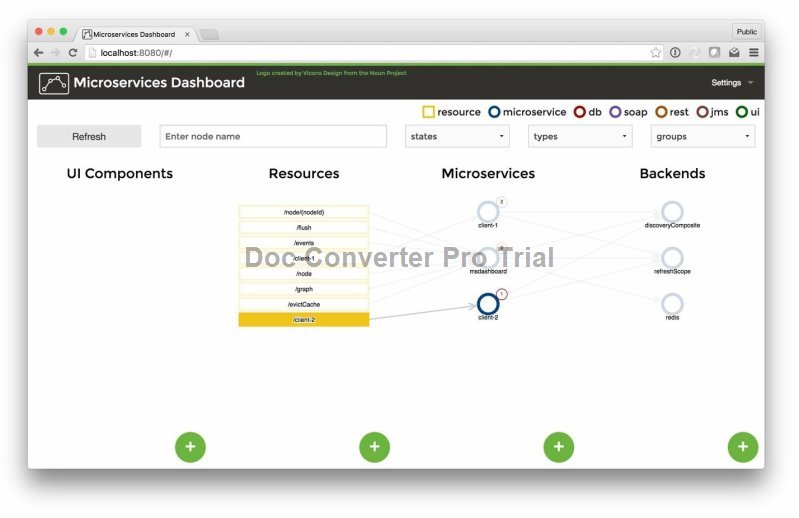 Microservices Dashboard
Public
localhost:8080/#/
Microservices Dashboard
Logo created by Vicons Design from the Noun Project
Settings
resource microservice db soap rest jms ui
Refresh
Enter node name
states
types
groups
UI Components
Resources
Microservices
Backends
/node/{nodeId}
/flush
/events
/client-1
/node
/graph
/evictCache
/client-2
2
client-1
msdashboard
1
client-2
discoveryComposite
refreshScope
redis
Doc Converter Pro Trial